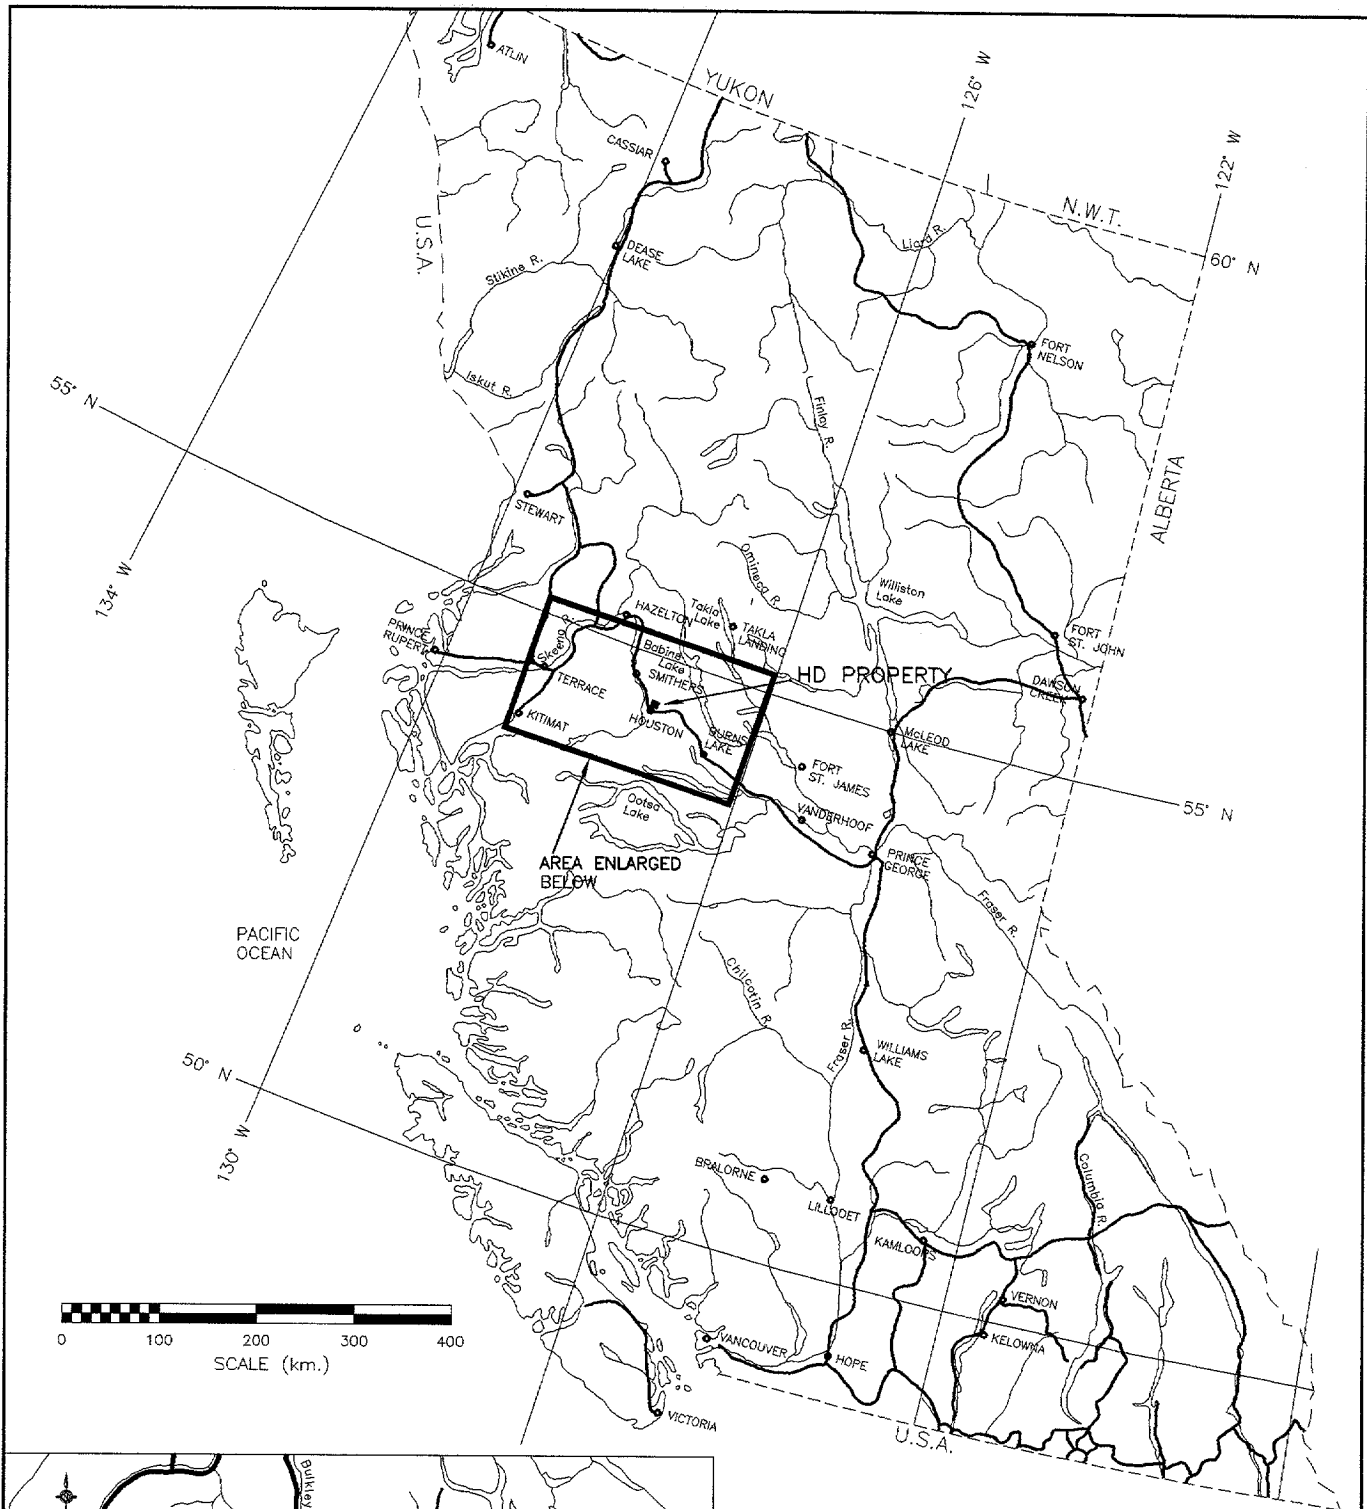 ATLIN
YUKON
126° W
122° W
CASSIAR
N.W.T.
U.S.A.
DEASE
LAKE
Liard R.
60° N
Stikine R.
FORT
NELSON
Iskut R.
55° N
Finlay R.
ALBERTA
STEWART
134° W
Omineca R.
Williston
Lake
HAZELTON
Takla
Lake
TAKLA
LANDING
FORT
ST. JOHN
PRINCE
RUPERT
Skeena R.
Babine
Lake
SMITHERS
HD PROPERTY
DAWSON
CREEK
TERRACE
KITIMAT
HOUSTON
BURNS
LAKE
McLEOD
LAKE
FORT
ST. JAMES
55° N
Ootsa
Lake
VANDERHOOF
AREA ENLARGED
BELOW
PRINCE
GEORGE
Fraser R.
PACIFIC
OCEAN
Chilcotin R.
Fraser R.
WILLIAMS
LAKE
50° N
130° W
BRALORNE
LILLOOET
Columbia R.
KAMLOOPS
VERNON
KELOWNA
0 100 200 300 400
SCALE (km.)
VANCOUVER
HOPE
VICTORIA
U.S.A.
Bulkley